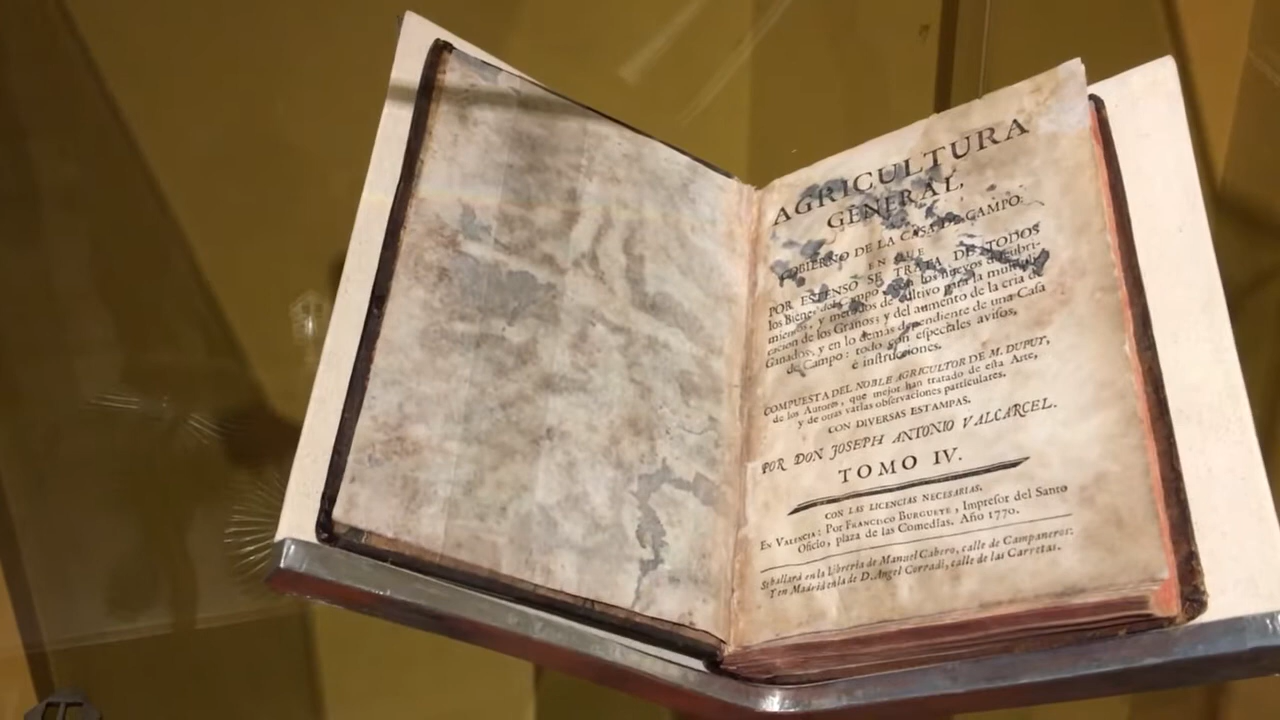 AGRICULTURA
GENERAL,
GOBIERNO DE LA CASA DE CAMPO:
EN QUE
POR ESTENSO SE TRATA DE TODOS
los Bienes del Campo con los nuevos descubri-
mientos, y metodos de cultivo para la multipli-
cacion de los Granos; y del aumento de la cria de
Ganados, y en lo demás dependiente de una Casa
de Campo: todo con especiales avisos,
è instrucciones.
COMPUESTA DEL NOBLE AGRICULTOR DE M. DUPUY,
de los Autores, que mejor han tratado de esta Arte,
y de otras varias observaciones particulares.
CON DIVERSAS ESTAMPAS.
POR DON JOSEPH ANTONIO VALCARCEL.
TOMO IV.
CON LAS LICENCIAS NECESARIAS.
EN VALENCIA: Por FRANCISCO BURGUETE, Impresor del Santo
Oficio, plaza de las Comedias. Año 1770.
Se hallará en la Libreria de Manuel Cabero, calle de Campaneros:
Y en Madrid en la de D. Angel Corradi, calle de las Carretas.